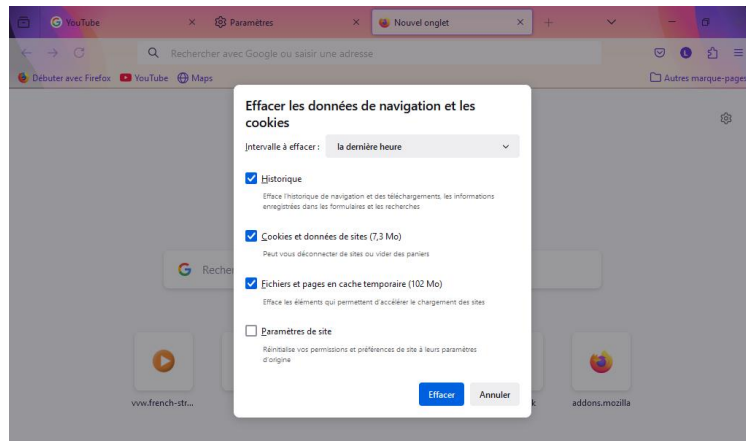 YouTube
Paramètres
Nouvel onglet
Rechercher avec Google ou saisir une adresse
Débuter avec Firefox
YouTube
Maps
Autres marque-pages
Effacer les données de navigation et les
cookies
Intervalle à effacer :
la dernière heure
Historique
Efface l'historique de navigation et des téléchargements, les informations
enregistrées dans les formulaires et les recherches
Cookies et données de sites (7,3 Mo)
Peut vous déconnecter de sites ou vider des paniers
Fichiers et pages en cache temporaire (102 Mo)
Efface les éléments qui permettent d'accélérer le chargement des sites
Paramètres de site
Réinitialise vos permissions et préférences de site à leurs paramètres
d'origine
Effacer
Annuler
G
Recher
vvw.french-str...
k
addons.mozilla
L